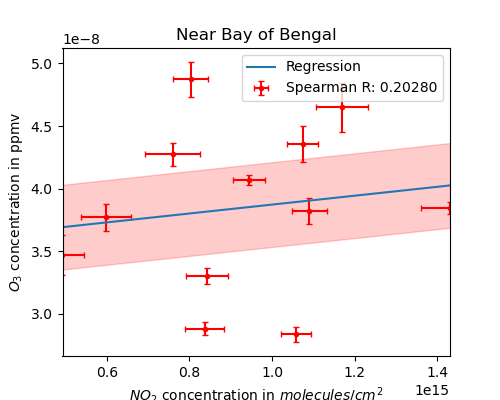 Near Bay of Bengal
1e−8
Regression
Spearman R: 0.20280
5.0
4.5
4.0
3.5
3.0
O₃ concentration in ppmv
0.6 0.8 1.0 1.2 1.4
1e15
NO₂ concentration in molecules/cm²